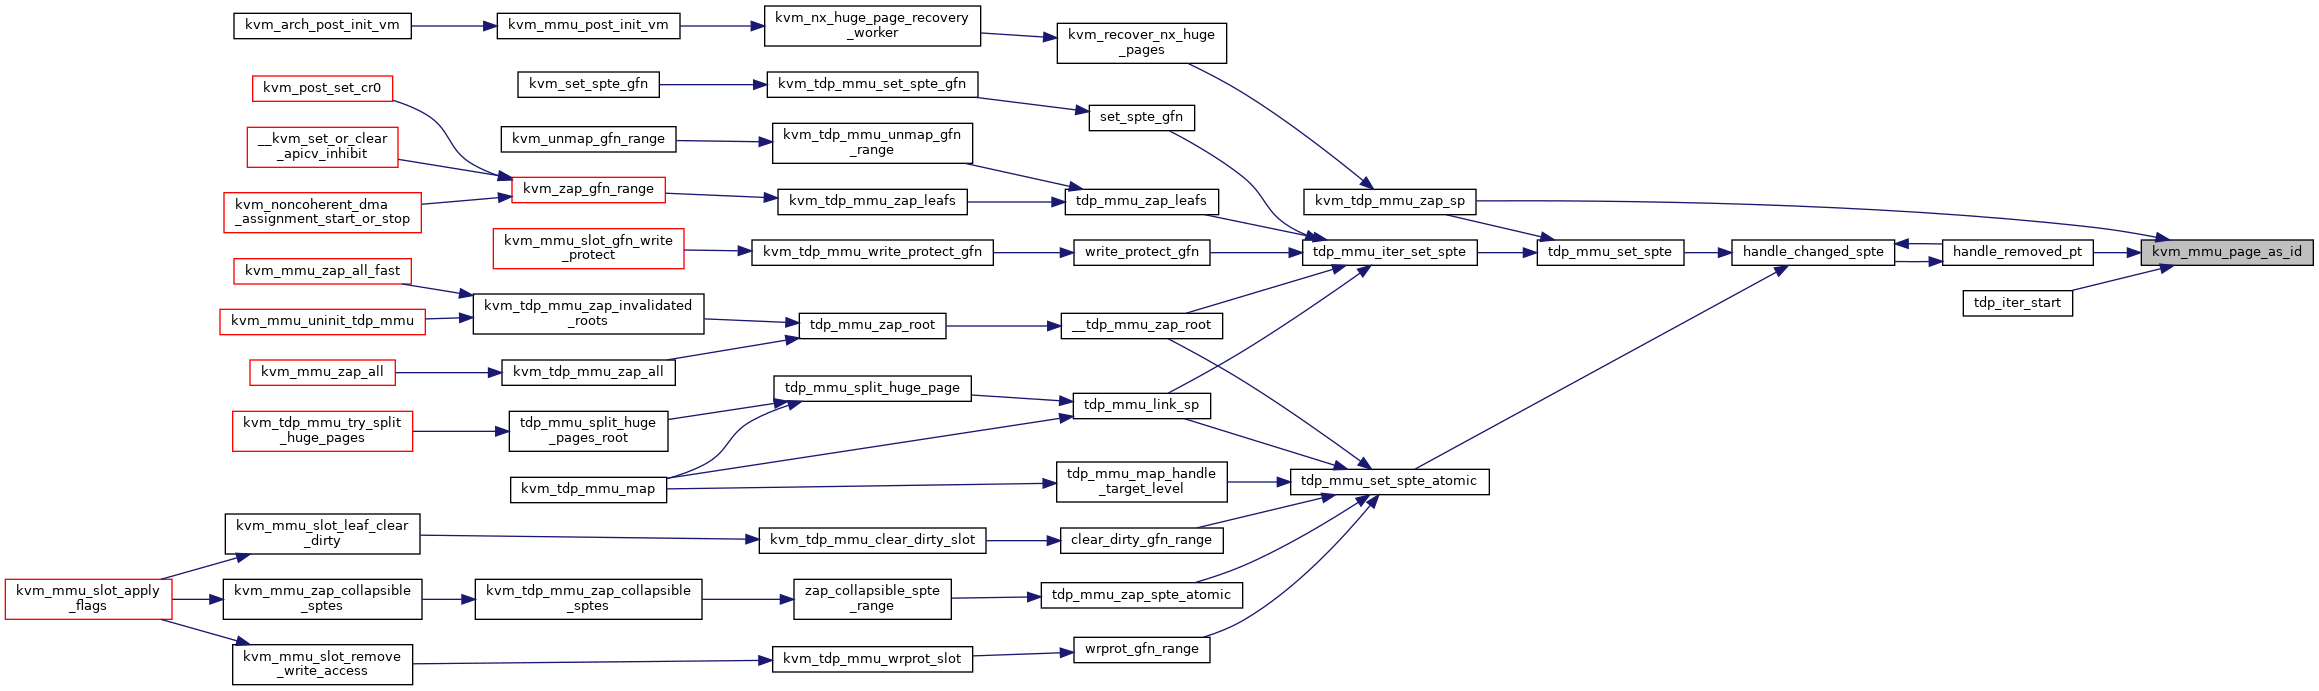 kvm_arch_post_init_vm
kvm_mmu_post_init_vm
kvm_nx_huge_page_recovery
_worker
kvm_recover_nx_huge
_pages
kvm_post_set_cr0
kvm_set_spte_gfn
kvm_tdp_mmu_set_spte_gfn
set_spte_gfn
__kvm_set_or_clear
_apicv_inhibit
kvm_unmap_gfn_range
kvm_tdp_mmu_unmap_gfn
_range
kvm_noncoherent_dma
_assignment_start_or_stop
kvm_zap_gfn_range
kvm_tdp_mmu_zap_leafs
tdp_mmu_zap_leafs
kvm_tdp_mmu_zap_sp
kvm_mmu_slot_gfn_write
_protect
kvm_tdp_mmu_write_protect_gfn
write_protect_gfn
tdp_mmu_iter_set_spte
tdp_mmu_set_spte
handle_changed_spte
handle_removed_pt
kvm_mmu_page_as_id
kvm_mmu_zap_all_fast
tdp_iter_start
kvm_mmu_uninit_tdp_mmu
kvm_tdp_mmu_zap_invalidated
_roots
tdp_mmu_zap_root
__tdp_mmu_zap_root
kvm_mmu_zap_all
kvm_tdp_mmu_zap_all
tdp_mmu_split_huge_page
tdp_mmu_link_sp
kvm_tdp_mmu_try_split
_huge_pages
tdp_mmu_split_huge
_pages_root
kvm_tdp_mmu_map
tdp_mmu_map_handle
_target_level
tdp_mmu_set_spte_atomic
kvm_mmu_slot_leaf_clear
_dirty
kvm_tdp_mmu_clear_dirty_slot
clear_dirty_gfn_range
kvm_mmu_slot_apply
_flags
kvm_mmu_zap_collapsible
_sptes
kvm_tdp_mmu_zap_collapsible
_sptes
zap_collapsible_spte
_range
tdp_mmu_zap_spte_atomic
kvm_mmu_slot_remove
_write_access
kvm_tdp_mmu_wrprot_slot
wrprot_gfn_range